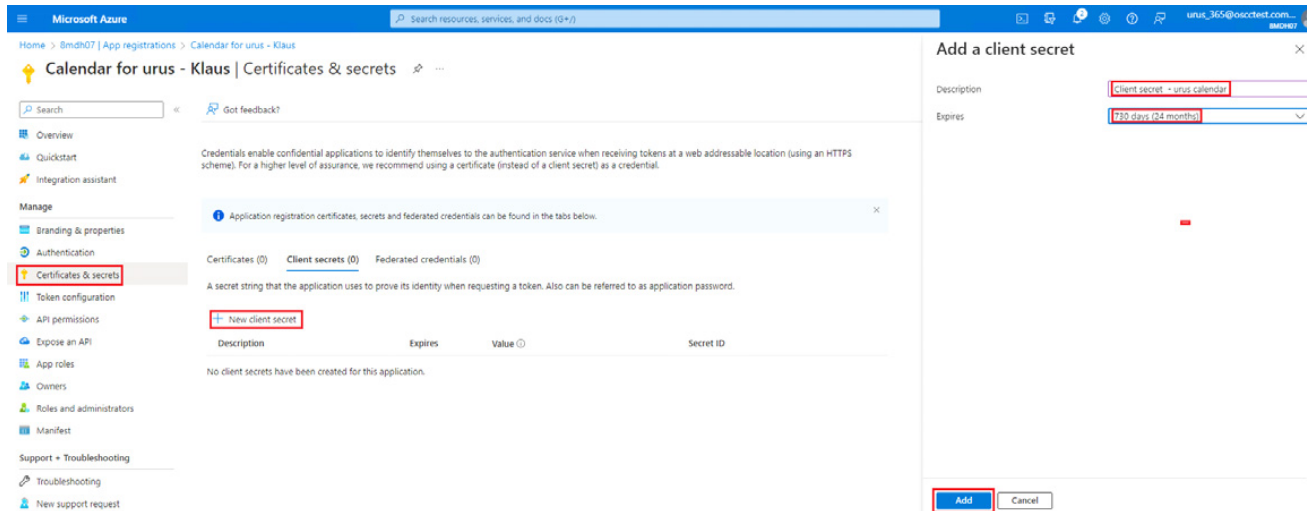 Microsoft Azure
Search resources, services, and docs (G+/)
2
urus_365@oscctest.com...
BMDH07
Home > 8mdh07 | App registrations > Calendar for urus - Klaus
Calendar for urus - Klaus | Certificates & secrets
Search
Got feedback?
Overview
Quickstart
Integration assistant
Manage
Branding & properties
Authentication
Certificates & secrets
Token configuration
API permissions
Expose an API
App roles
Owners
Roles and administrators
Manifest
Support + Troubleshooting
Troubleshooting
New support request
Credentials enable confidential applications to identify themselves to the authentication service when receiving tokens at a web addressable location (using an HTTPS
scheme). For a higher level of assurance, we recommend using a certificate (instead of a client secret) as a credential.
Application registration certificates, secrets and federated credentials can be found in the tabs below.
Certificates (0) Client secrets (0) Federated credentials (0)
A secret string that the application uses to prove its identity when requesting a token. Also can be referred to as application password.
+ New client secret
Description Expires Value Secret ID
No client secrets have been created for this application.
Add a client secret
Description Client secret - urus calendar
Expires 730 days (24 months)
Add Cancel